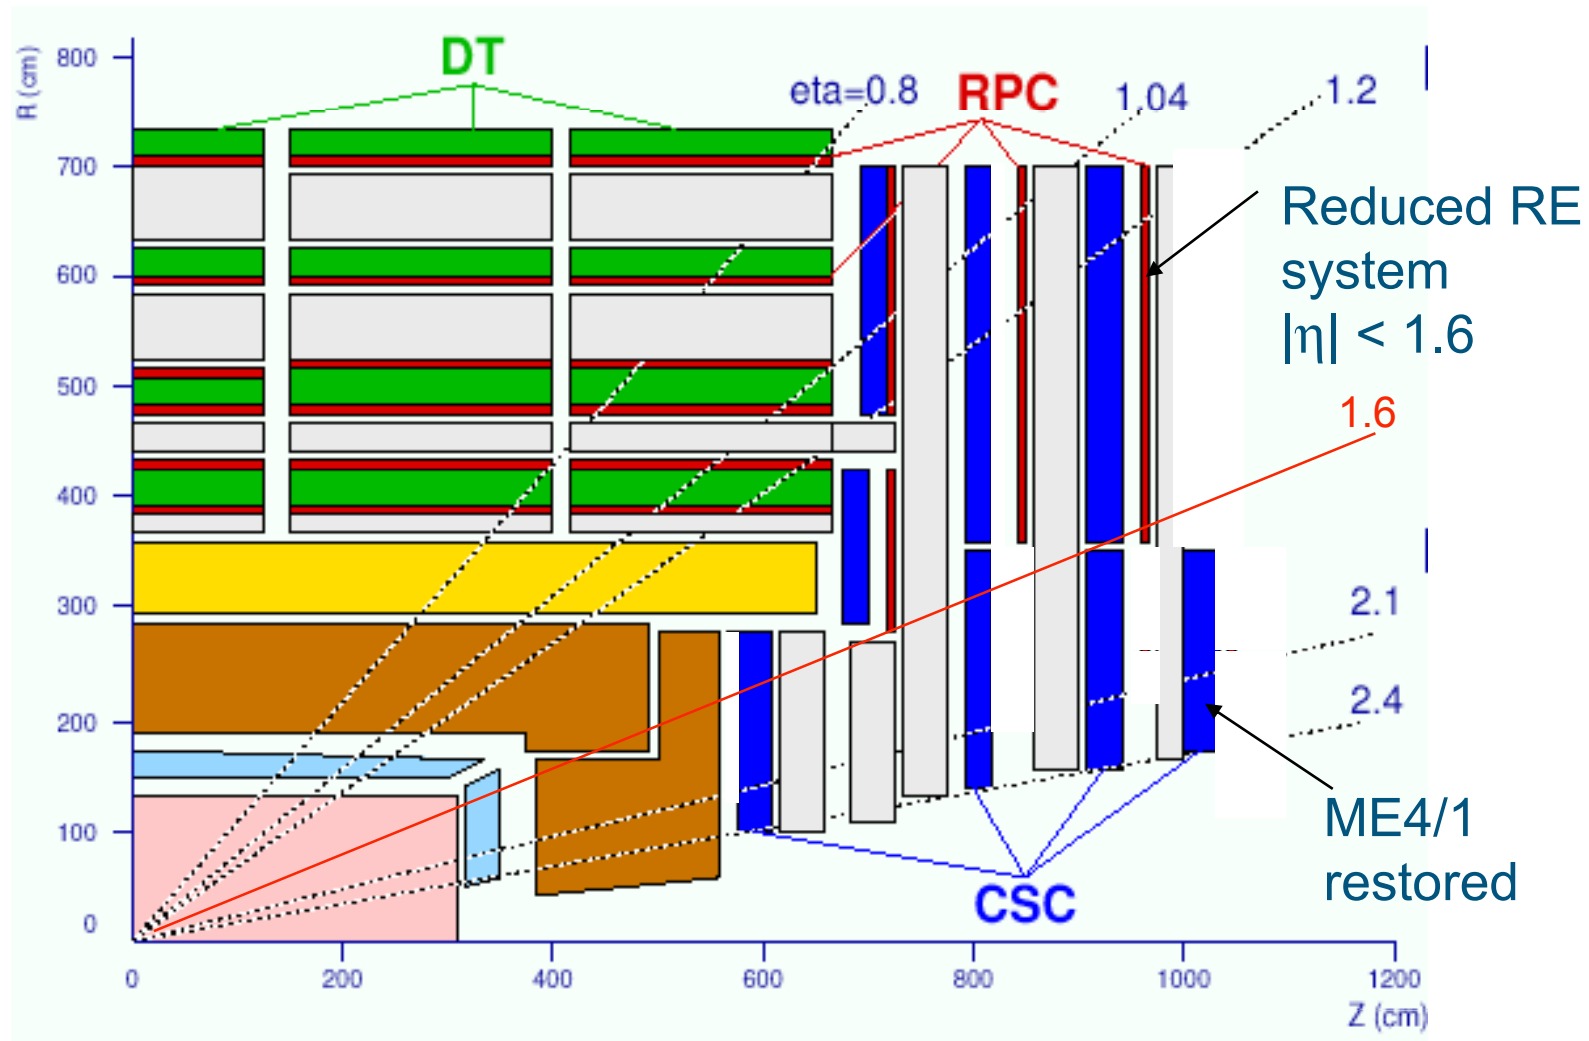 DT
eta=0.8
RPC
1.04
1.2
R (cm)
800
700
600
500
400
300
200
100
0
Reduced RE
system
|η| < 1.6
1.6
2.1
2.4
ME4/1
restored
CSC
0
200
400
600
800
1000
1200
Z (cm)